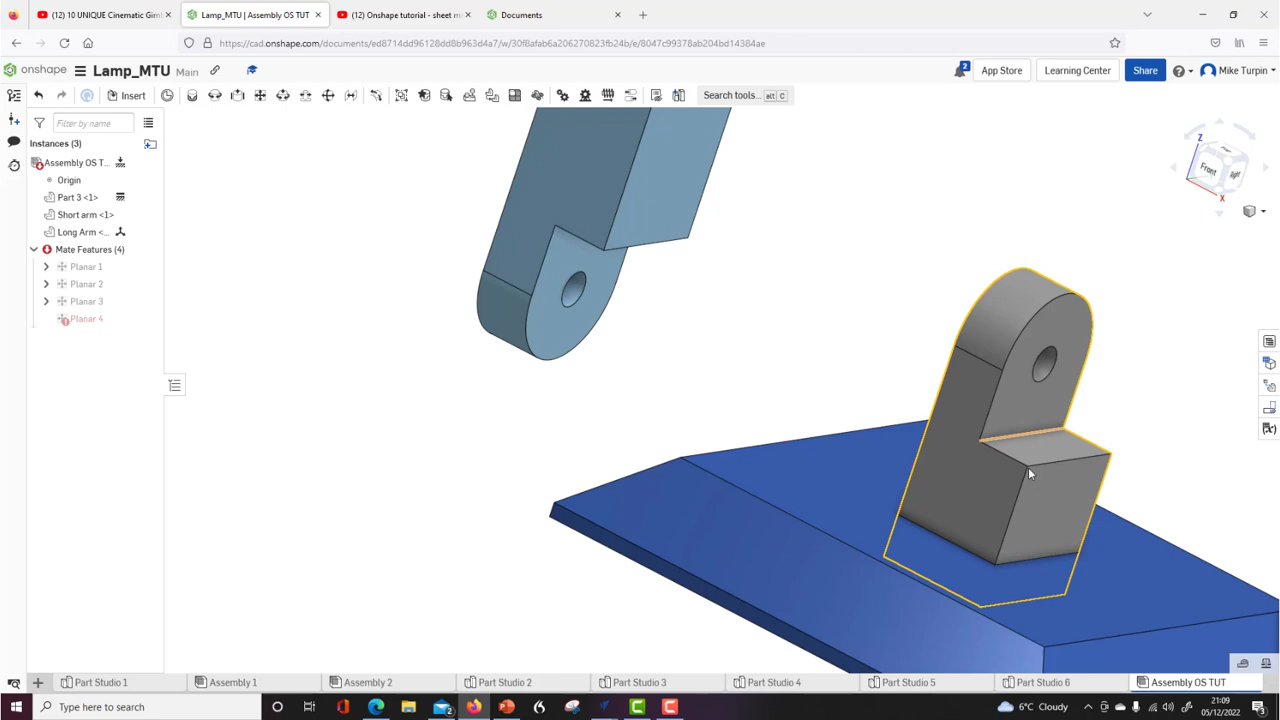 (12) 10 UNIQUE Cinematic Gim
Lamp_MTU | Assembly OS TUT
(12) Onshape tutorial - sheet m
Documents
https://cad.onshape.com/documents/ed8714dd96128dd8b963d4a7/w/30f8afab6a206270823fb24b/e/8047c99378ab204bd14384ae
onshape
Lamp_MTU
Main
2
App Store
Learning Center
Share
Mike Turpin
Insert
Search tools... alt C
Filter by name
Instances (3)
Assembly OS T...
Origin
Part 3 <1>
Short arm <1>
Long Arm <...
Mate Features (4)
Planar 1
Planar 2
Planar 3
Planar 4
Z
Front
Right
X
Part Studio 1
Assembly 1
Assembly 2
Part Studio 2
Part Studio 3
Part Studio 4
Part Studio 5
Part Studio 6
Assembly OS TUT
Type here to search
6°C Cloudy
21:09
05/12/2022